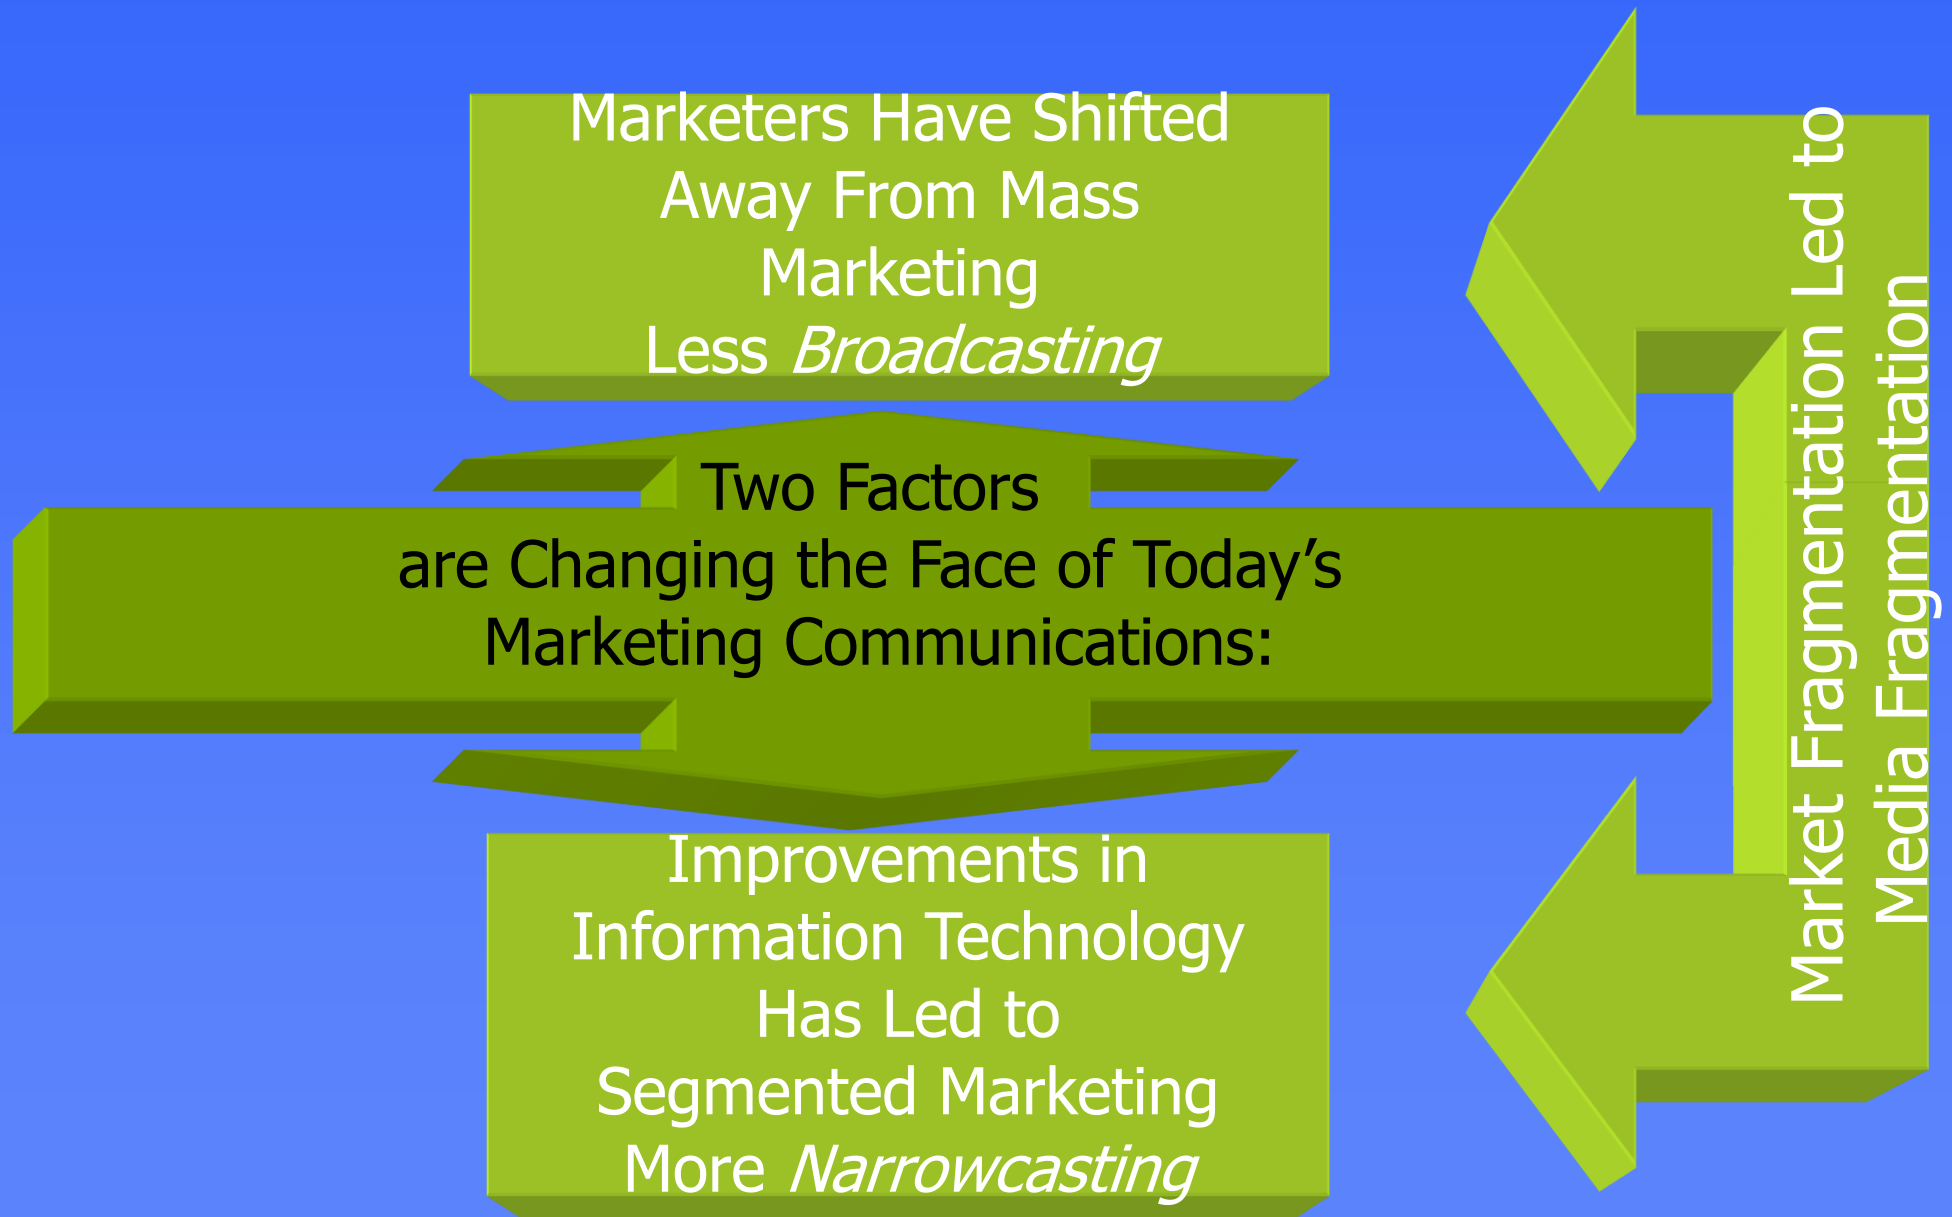 Marketers Have Shifted
Away From Mass
Marketing
Less Broadcasting
Two Factors
are Changing the Face of Today’s
Marketing Communications:
Improvements in
Information Technology
Has Led to
Segmented Marketing
More Narrowcasting
Market Fragmentation Led to
Media Fragmentation